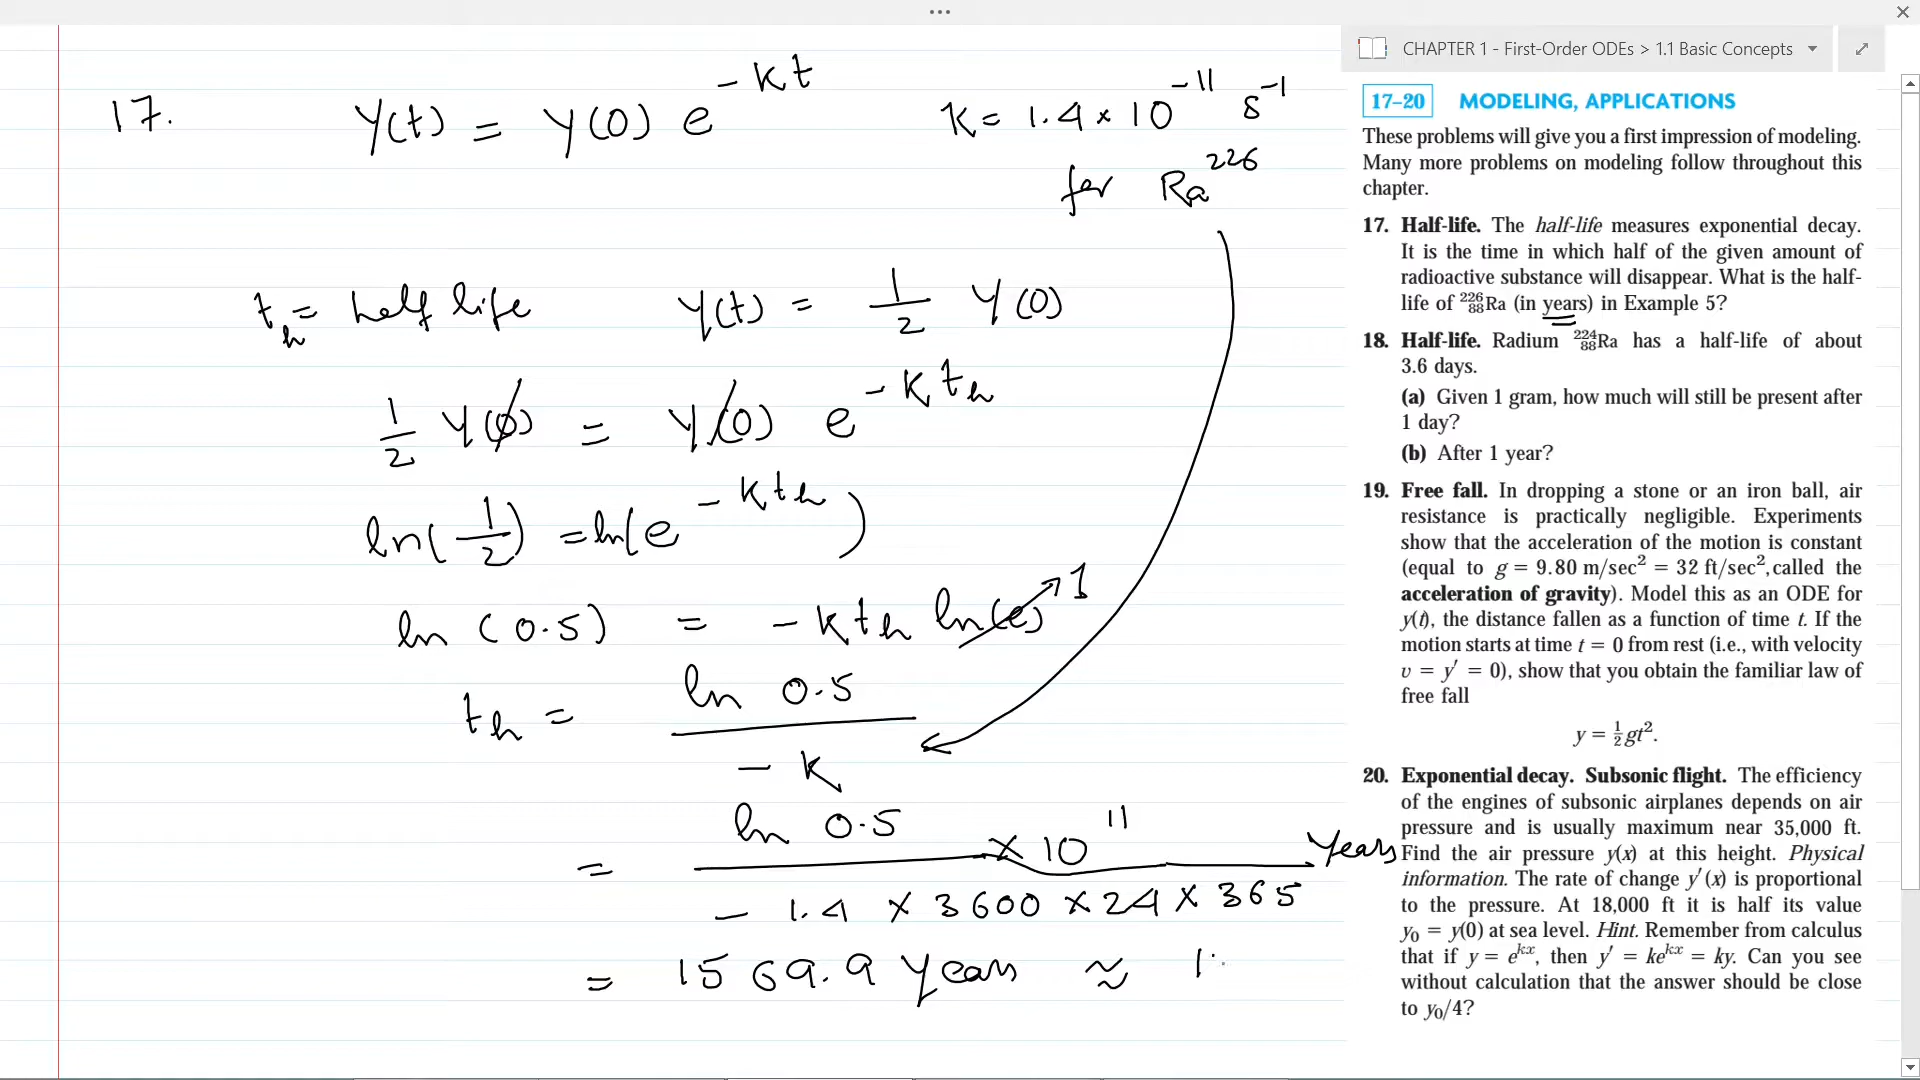 17. Y(t) = Y(0) e^-kt K = 1.4 × 10^-11 s^-1
for Ra^226
t_h = half life Y(t) = 1/2 Y(0)
1/2 Y(0) = Y(0) e^-kt_h
ln(1/2) = ln(e^-kt_h)
ln (0.5) = -kt_h ln(e) 1
t_h = ln 0.5 / -k
= ln 0.5 × 10^11 / -1.4 × 3600 × 24 × 365 Years
= 1569.9 Years ≈
CHAPTER 1 - First-Order ODEs > 1.1 Basic Concepts
17–20 MODELING, APPLICATIONS
These problems will give you a first impression of modeling.
Many more problems on modeling follow throughout this
chapter.
17. Half-life. The half-life measures exponential decay.
It is the time in which half of the given amount of
radioactive substance will disappear. What is the half-
life of ²²⁶₈₈Ra (in years) in Example 5?
18. Half-life. Radium ²²⁴₈₈Ra has a half-life of about
3.6 days.
(a) Given 1 gram, how much will still be present after
1 day?
(b) After 1 year?
19. Free fall. In dropping a stone or an iron ball, air
resistance is practically negligible. Experiments
show that the acceleration of the motion is constant
(equal to g = 9.80 m/sec² = 32 ft/sec², called the
acceleration of gravity). Model this as an ODE for
y(t), the distance fallen as a function of time t. If the
motion starts at time t = 0 from rest (i.e., with velocity
v = y′ = 0), show that you obtain the familiar law of
free fall
y = ½gt².
20. Exponential decay. Subsonic flight. The efficiency
of the engines of subsonic airplanes depends on air
pressure and is usually maximum near 35,000 ft.
Find the air pressure y(x) at this height. Physical
information. The rate of change y′(x) is proportional
to the pressure. At 18,000 ft it is half its value
y₀ = y(0) at sea level. Hint. Remember from calculus
that if y = e^kx, then y′ = ke^kx = ky. Can you see
without calculation that the answer should be close
to y₀/4?